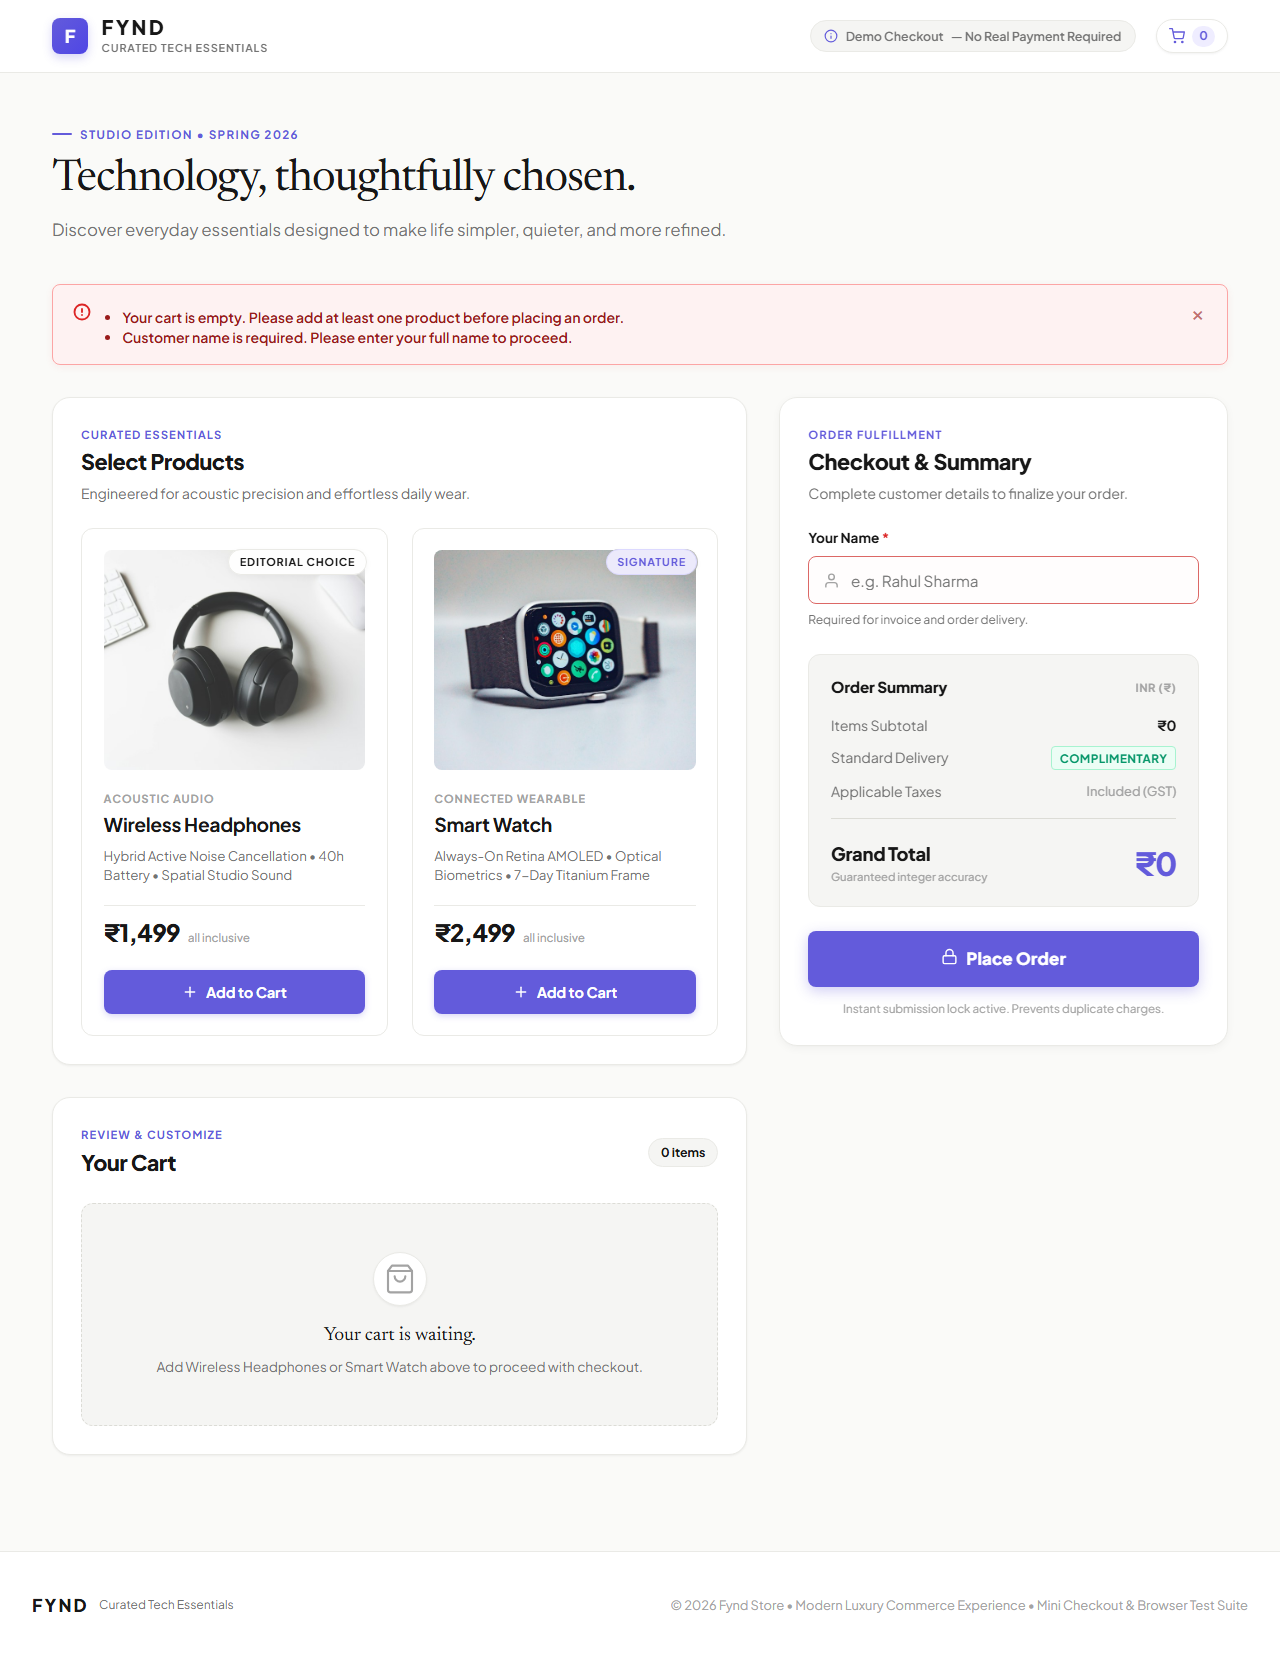 F
FYND
CURATED TECH ESSENTIALS
Demo Checkout — No Real Payment Required
0
STUDIO EDITION • SPRING 2026
Technology, thoughtfully chosen.
Discover everyday essentials designed to make life simpler, quieter, and more refined.
• Your cart is empty. Please add at least one product before placing an order.
• Customer name is required. Please enter your full name to proceed.
CURATED ESSENTIALS
Select Products
Engineered for acoustic precision and effortless daily wear.
EDITORIAL CHOICE
ACOUSTIC AUDIO
Wireless Headphones
Hybrid Active Noise Cancellation • 40h
Battery • Spatial Studio Sound
₹1,499 all inclusive
+ Add to Cart
SIGNATURE
CONNECTED WEARABLE
Smart Watch
Always-On Retina AMOLED • Optical
Biometrics • 7-Day Titanium Frame
₹2,499 all inclusive
+ Add to Cart
ORDER FULFILLMENT
Checkout & Summary
Complete customer details to finalize your order.
Your Name *
e.g. Rahul Sharma
Required for invoice and order delivery.
Order Summary INR (₹)
Items Subtotal ₹0
Standard Delivery COMPLIMENTARY
Applicable Taxes Included (GST)
Grand Total ₹0
Guaranteed integer accuracy
Place Order
Instant submission lock active. Prevents duplicate charges.
REVIEW & CUSTOMIZE
Your Cart
0 items
Your cart is waiting.
Add Wireless Headphones or Smart Watch above to proceed with checkout.
FYND Curated Tech Essentials
© 2026 Fynd Store • Modern Luxury Commerce Experience • Mini Checkout & Browser Test Suite